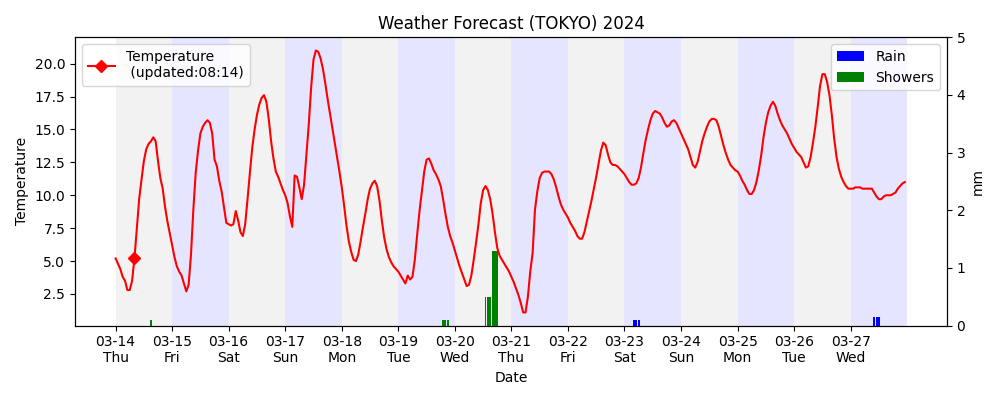 Weather Forecast (TOKYO) 2024
Temperature
(updated:08:14)
Rain
Showers
Temperature
20.0
17.5
15.0
12.5
10.0
7.5
5.0
2.5
5
4
3
2
1
0
mm
03-14 03-15 03-16 03-17 03-18 03-19 03-20 03-21 03-22 03-23 03-24 03-25 03-26 03-27
Thu Fri Sat Sun Mon Tue Wed Thu Fri Sat Sun Mon Tue Wed
Date